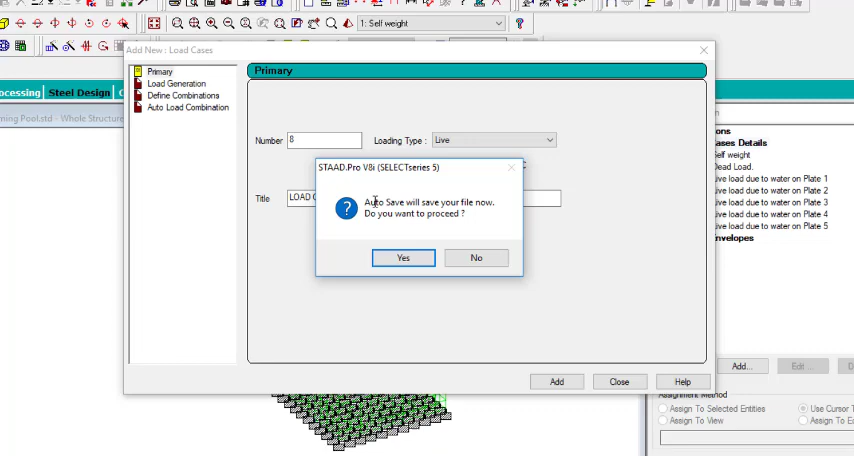 1: Self weight
Add New : Load Cases
Primary
Load Generation
Define Combinations
Auto Load Combination
Primary
Number
8
Loading Type :
Live
Title
LOAD C
STAAD.Pro V8i (SELECTseries 5)
Auto Save will save your file now.
Do you want to proceed ?
Yes
No
Add
Close
Help
ocessing
Steel Design
ming Pool.std - Whole Structure
ons
ases Details
elf weight
Dead Load.
ive load due to water on Plate 1
ive load due to water on Plate 2
ive load due to water on Plate 3
ive load due to water on Plate 4
ive load due to water on Plate 5
nvelopes
Add...
Edit ...
D
Assignment Method
Assign To Selected Entities
Use Cursor T
Assign To View
Assign To E